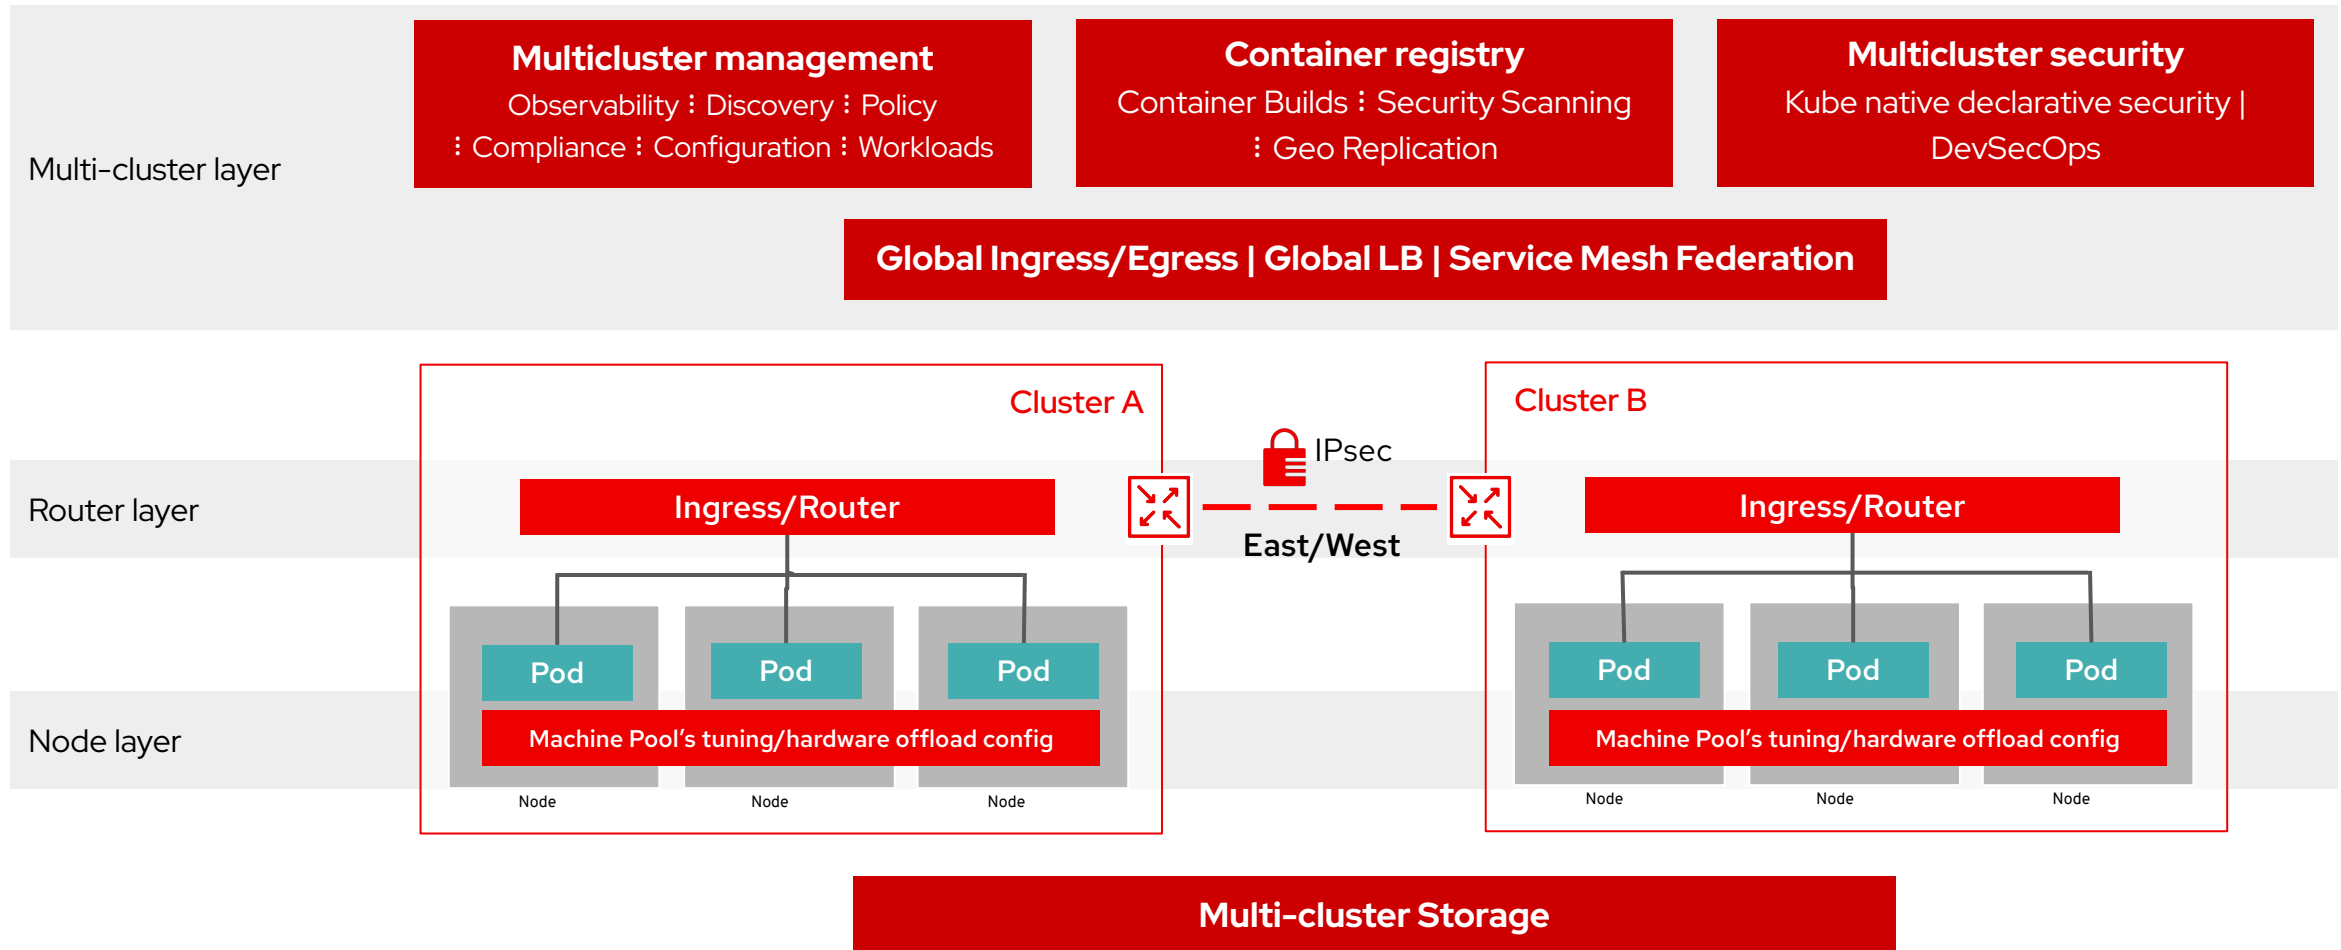 Multi-cluster layer
Multicluster management
Observability ⋮ Discovery ⋮ Policy
⋮ Compliance ⋮ Configuration ⋮ Workloads
Container registry
Container Builds ⋮ Security Scanning
⋮ Geo Replication
Multicluster security
Kube native declarative security |
DevSecOps
Global Ingress/Egress | Global LB | Service Mesh Federation
Cluster A
Cluster B
IPsec
East/West
Router layer
Ingress/Router
Ingress/Router
Pod
Pod
Pod
Pod
Pod
Pod
Node layer
Machine Pool's tuning/hardware offload config
Machine Pool's tuning/hardware offload config
Node
Node
Node
Node
Node
Node
Multi-cluster Storage